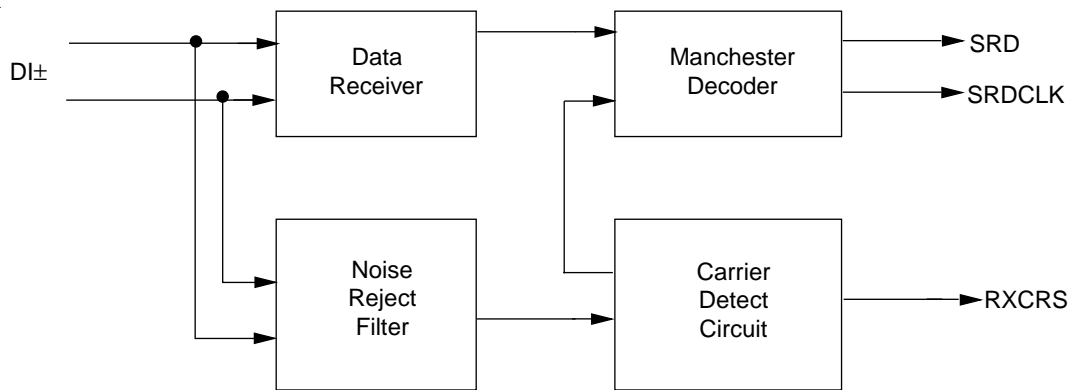 DI±
Data
Receiver
Manchester
Decoder
SRD
SRDCLK
Noise
Reject
Filter
Carrier
Detect
Circuit
RXCRS